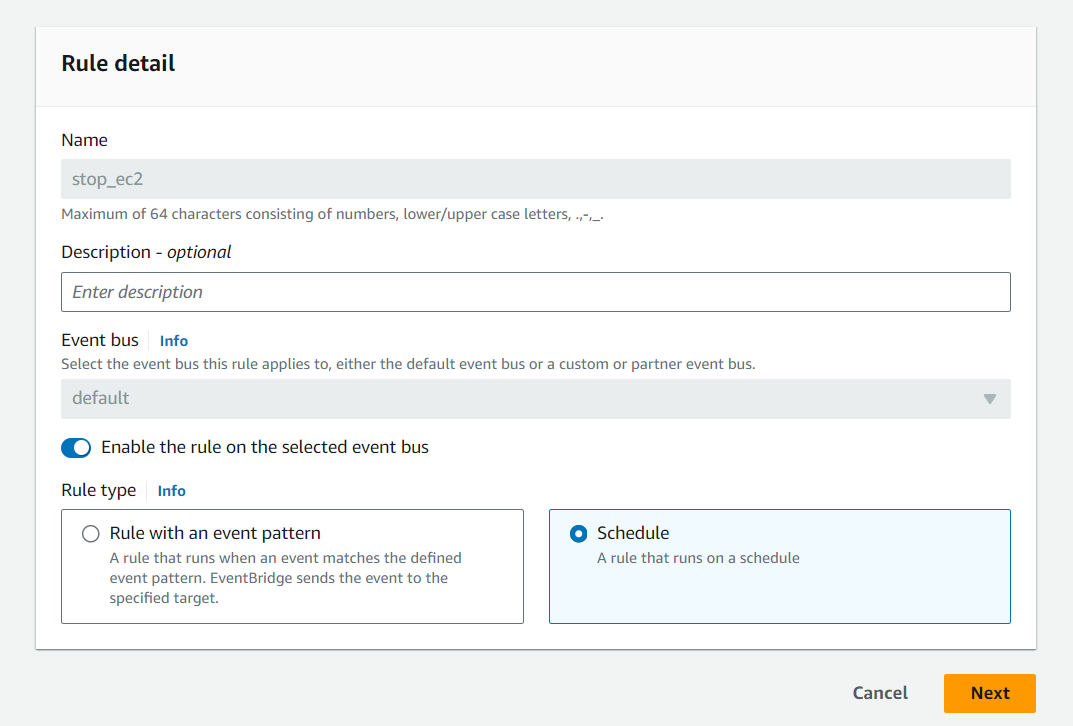 Rule detail
Name
stop_ec2
Maximum of 64 characters consisting of numbers, lower/upper case letters, .,-,_.
Description - optional
Enter description
Event bus Info
Select the event bus this rule applies to, either the default event bus or a custom or partner event bus.
default
Enable the rule on the selected event bus
Rule type Info
Rule with an event pattern
A rule that runs when an event matches the defined
event pattern. EventBridge sends the event to the
specified target.
Schedule
A rule that runs on a schedule
Cancel Next